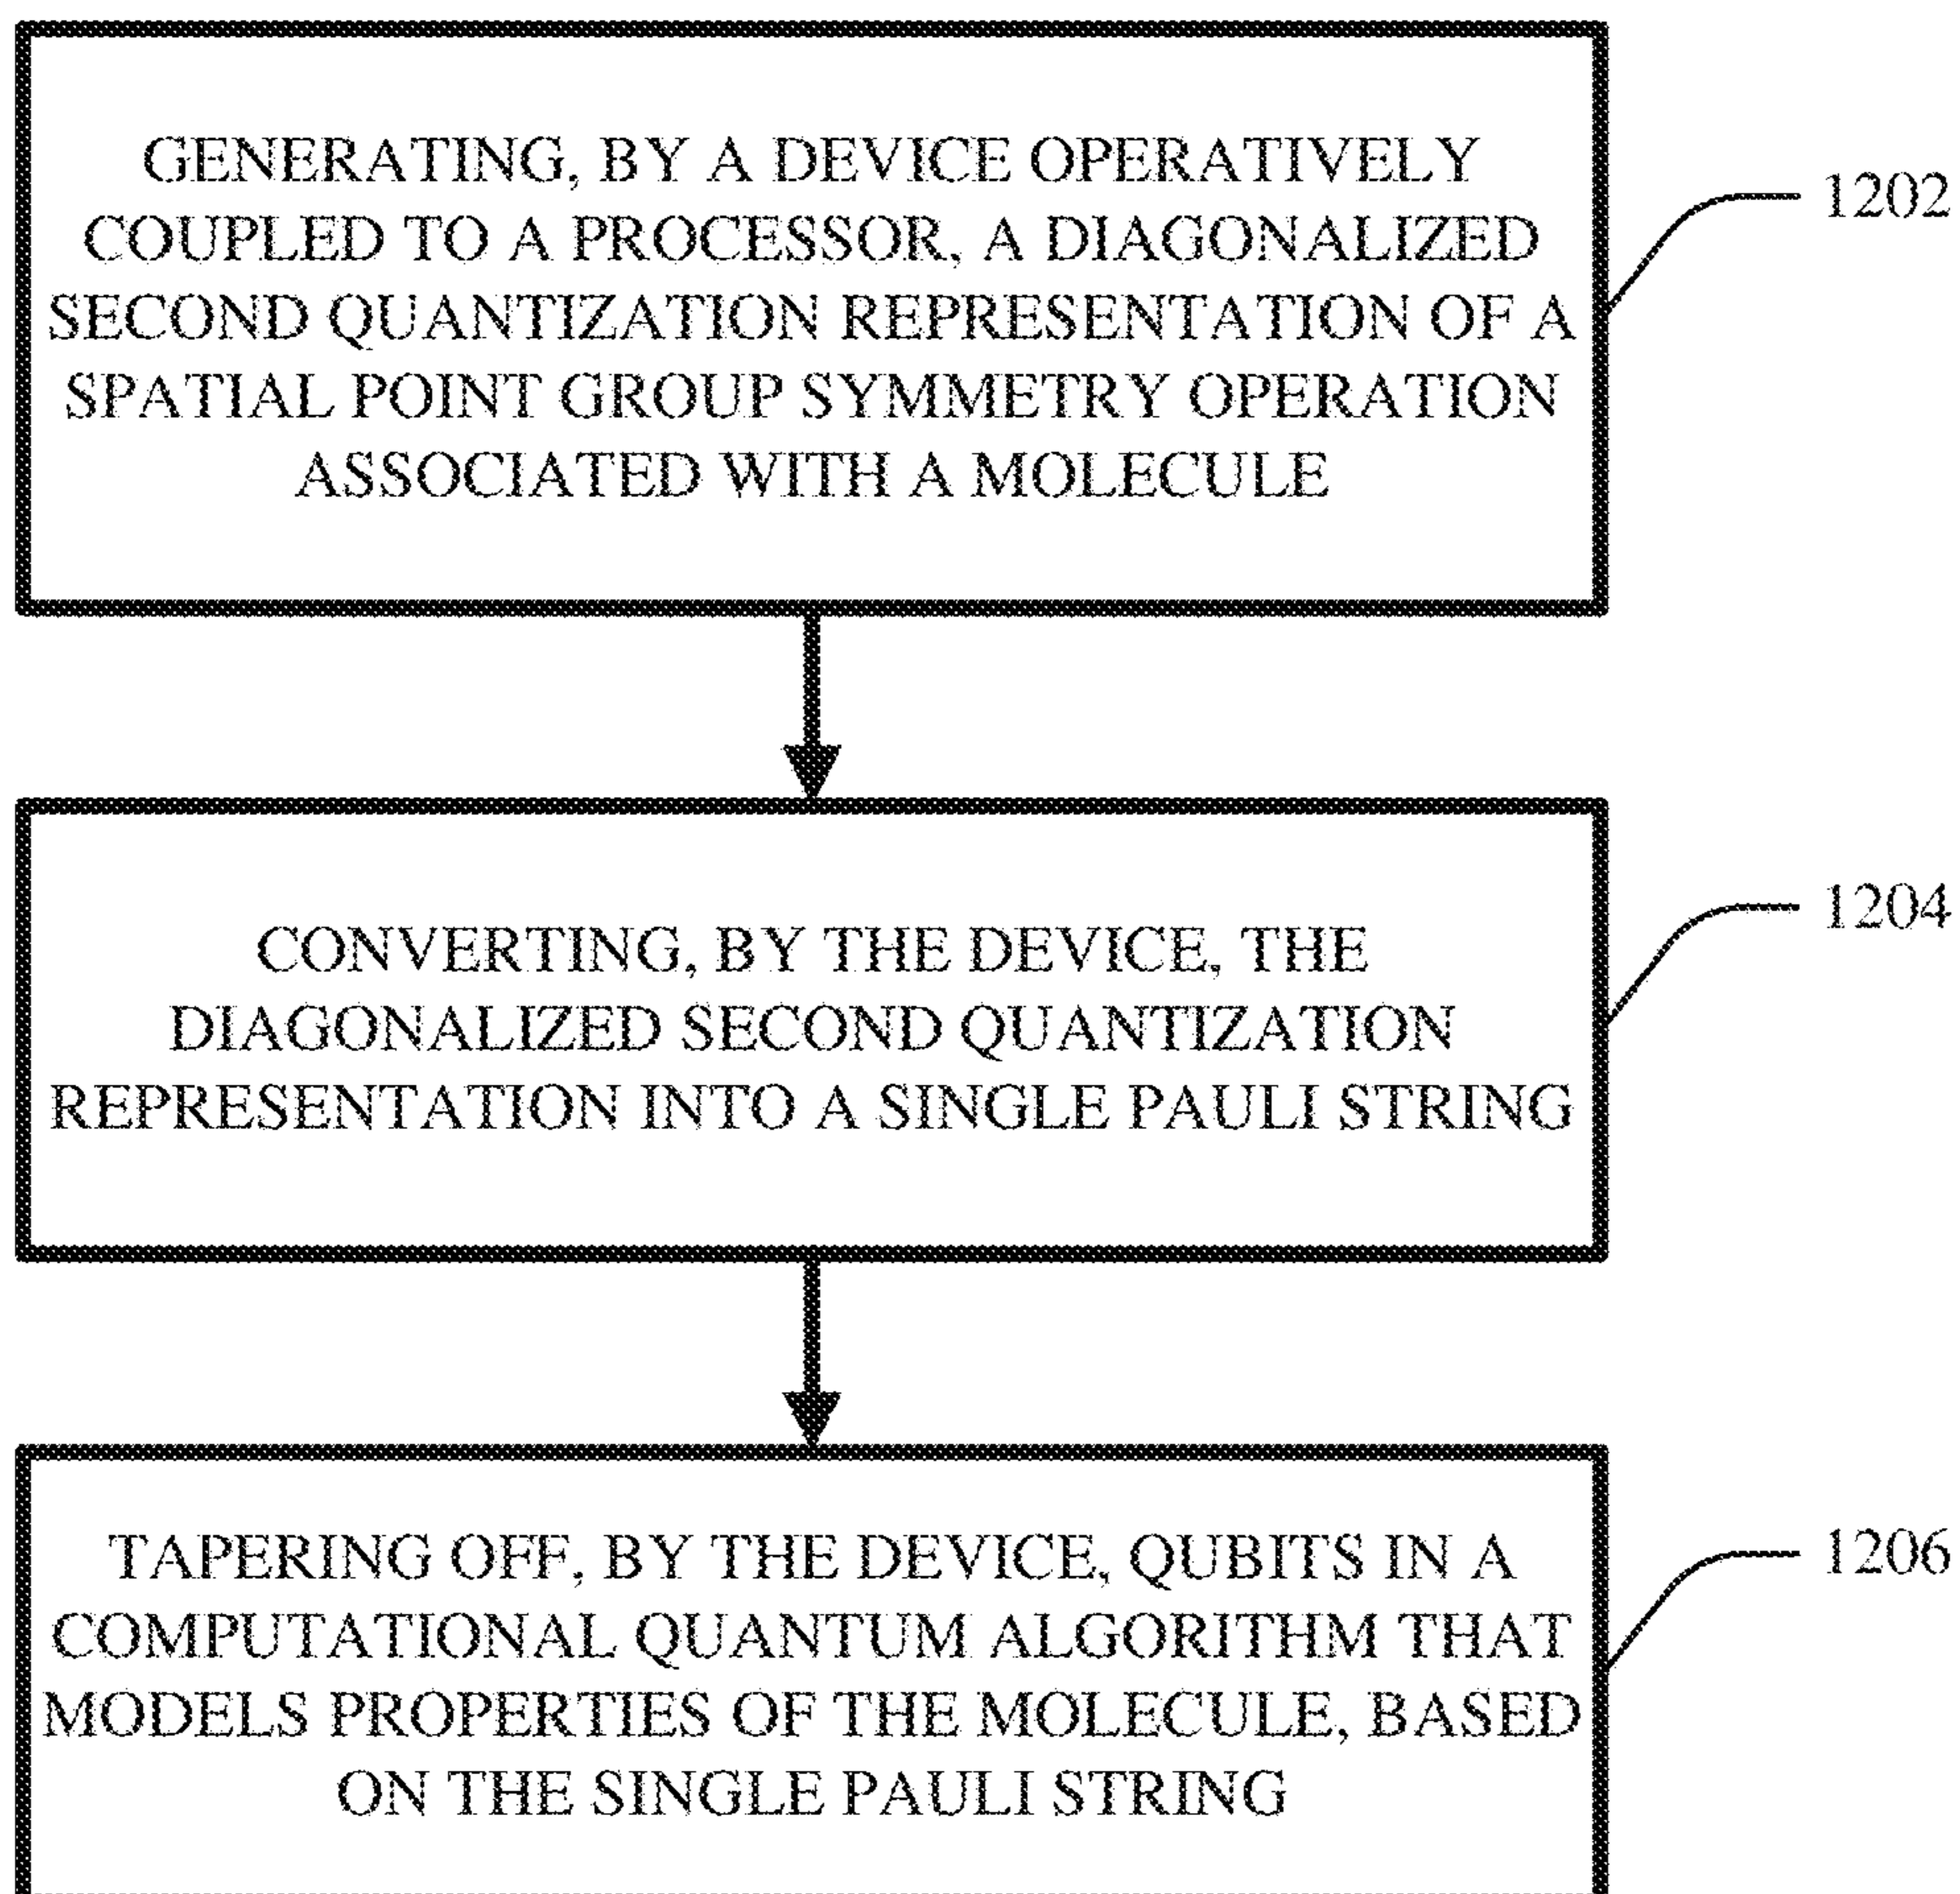 GENERATING, BY A DEVICE OPERATIVELY
COUPLED TO A PROCESSOR, A DIAGONALIZED
SECOND QUANTIZATION REPRESENTATION OF A
SPATIAL POINT GROUP SYMMETRY OPERATION
ASSOCIATED WITH A MOLECULE
1202
CONVERTING, BY THE DEVICE, THE
DIAGONALIZED SECOND QUANTIZATION
REPRESENTATION INTO A SINGLE PAULI STRING
1204
TAPERING OFF, BY THE DEVICE, QUBITS IN A
COMPUTATIONAL QUANTUM ALGORITHM THAT
MODELS PROPERTIES OF THE MOLECULE, BASED
ON THE SINGLE PAULI STRING
1206